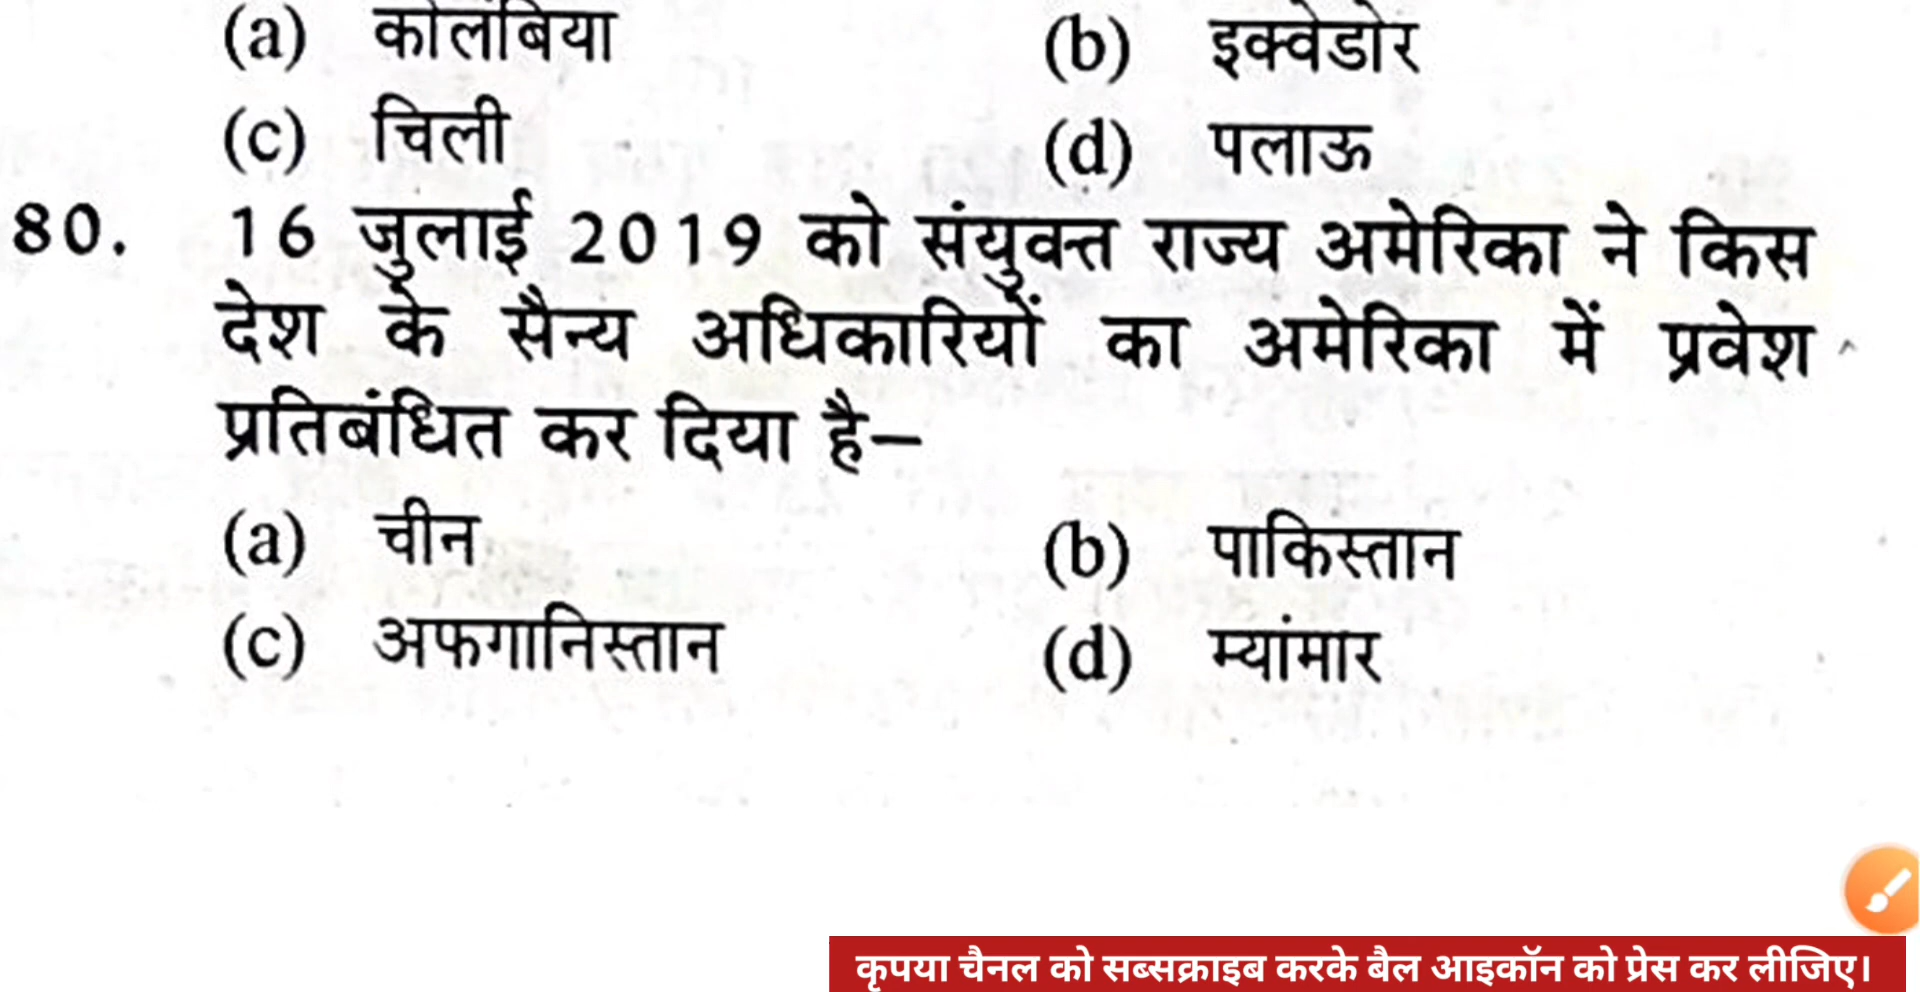 (a) कोलंबिया (b) इक्वेडोर
(c) चिली (d) पलाऊ
80. 16 जुलाई 2019 को संयुक्त राज्य अमेरिका ने किस
देश के सैन्य अधिकारियों का अमेरिका में प्रवेश
प्रतिबंधित कर दिया है–
(a) चीन (b) पाकिस्तान
(c) अफगानिस्तान (d) म्यांमार
कृपया चैनल को सब्सक्राइब करके बैल आइकॉन को प्रेस कर लीजिए।